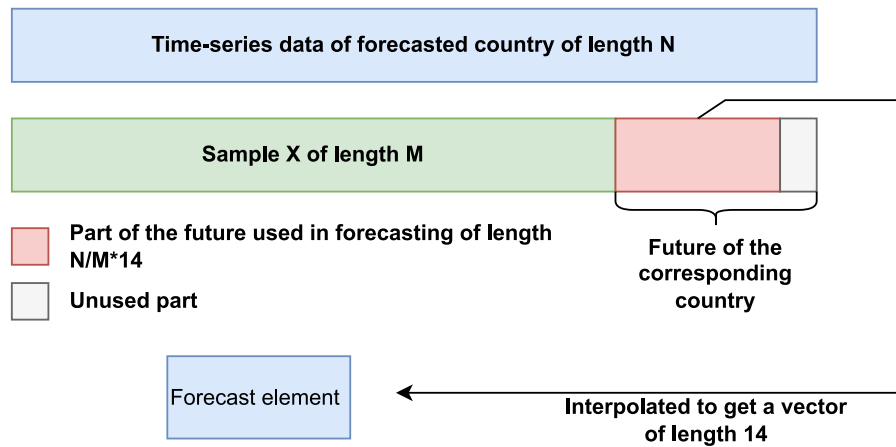 Time-series data of forecasted country of length N
Sample X of length M
Part of the future used in forecasting of length
N/M*14
Unused part
Future of the
corresponding
country
Forecast element
Interpolated to get a vector
of length 14